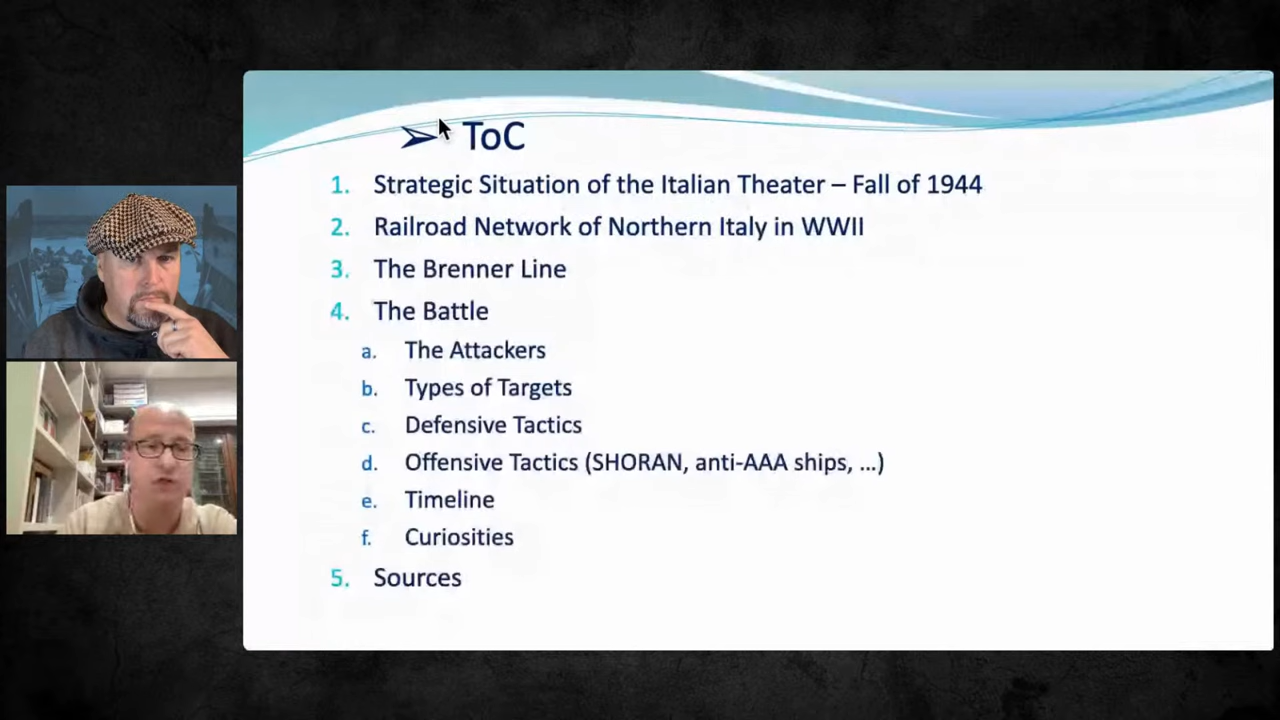 ToC
1. Strategic Situation of the Italian Theater – Fall of 1944
2. Railroad Network of Northern Italy in WWII
3. The Brenner Line
4. The Battle
a. The Attackers
b. Types of Targets
c. Defensive Tactics
d. Offensive Tactics (SHORAN, anti-AAA ships, ...)
e. Timeline
f. Curiosities
5. Sources